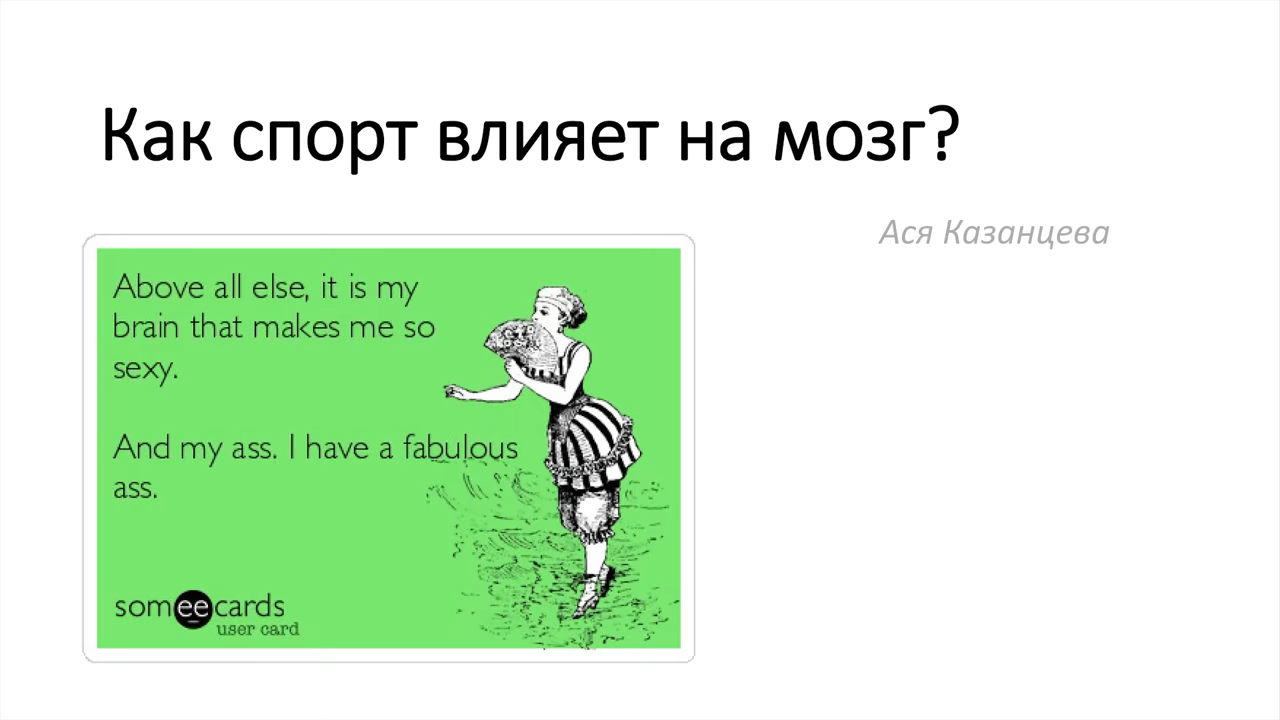 Как спорт влияет на мозг?
Ася Казанцева
Above all else, it is my
brain that makes me so
sexy.
And my ass. I have a fabulous
ass.
someecards
user card